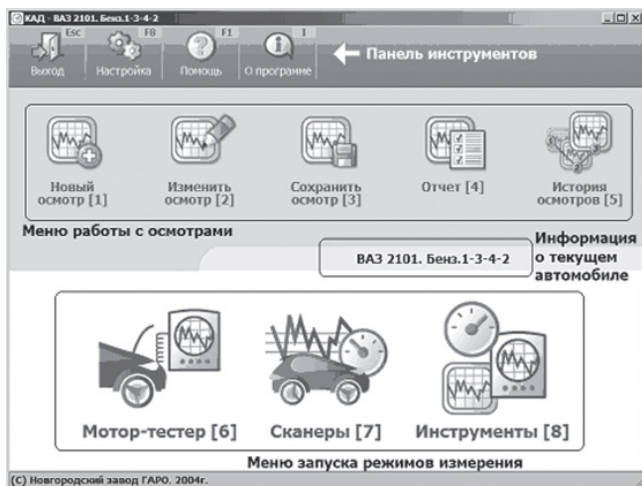 КАД - ВАЗ 2101. Бенз.1-3-4-2
Esc F8 F1 I
Выход Настройка Помощь О программе
Панель инструментов
Новый осмотр [1]
Изменить осмотр [2]
Сохранить осмотр [3]
Отчет [4]
История осмотров [5]
Меню работы с осмотрами
ВАЗ 2101. Бенз.1-3-4-2
Информация
о текущем
автомобиле
Мотор-тестер [6] Сканеры [7] Инструменты [8]
Меню запуска режимов измерения
(C) Новгородский завод ГАРО. 2004г.